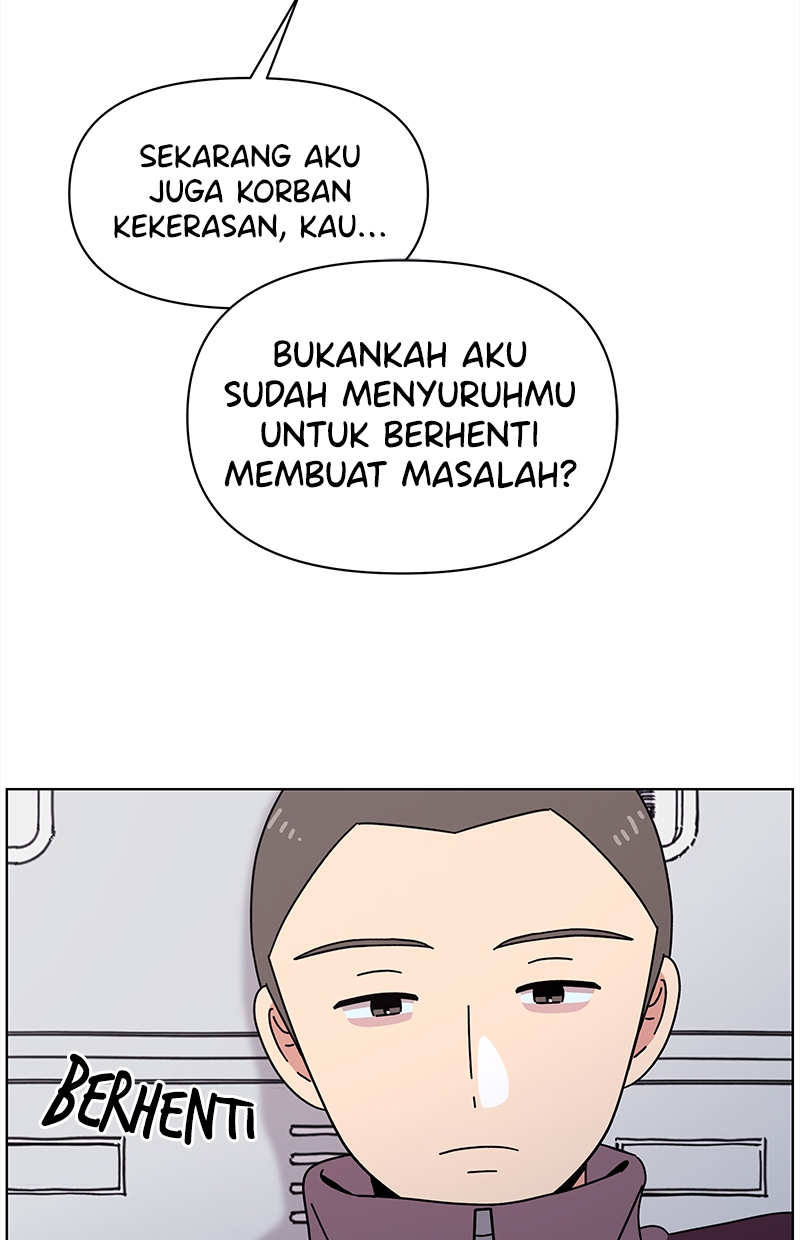 SEKARANG AKU
JUGA KORBAN
KEKERASAN, KAU...
BUKANKAH AKU
SUDAH MENYURUHMU
UNTUK BERHENTI
MEMBUAT MASALAH?
BERHENTI